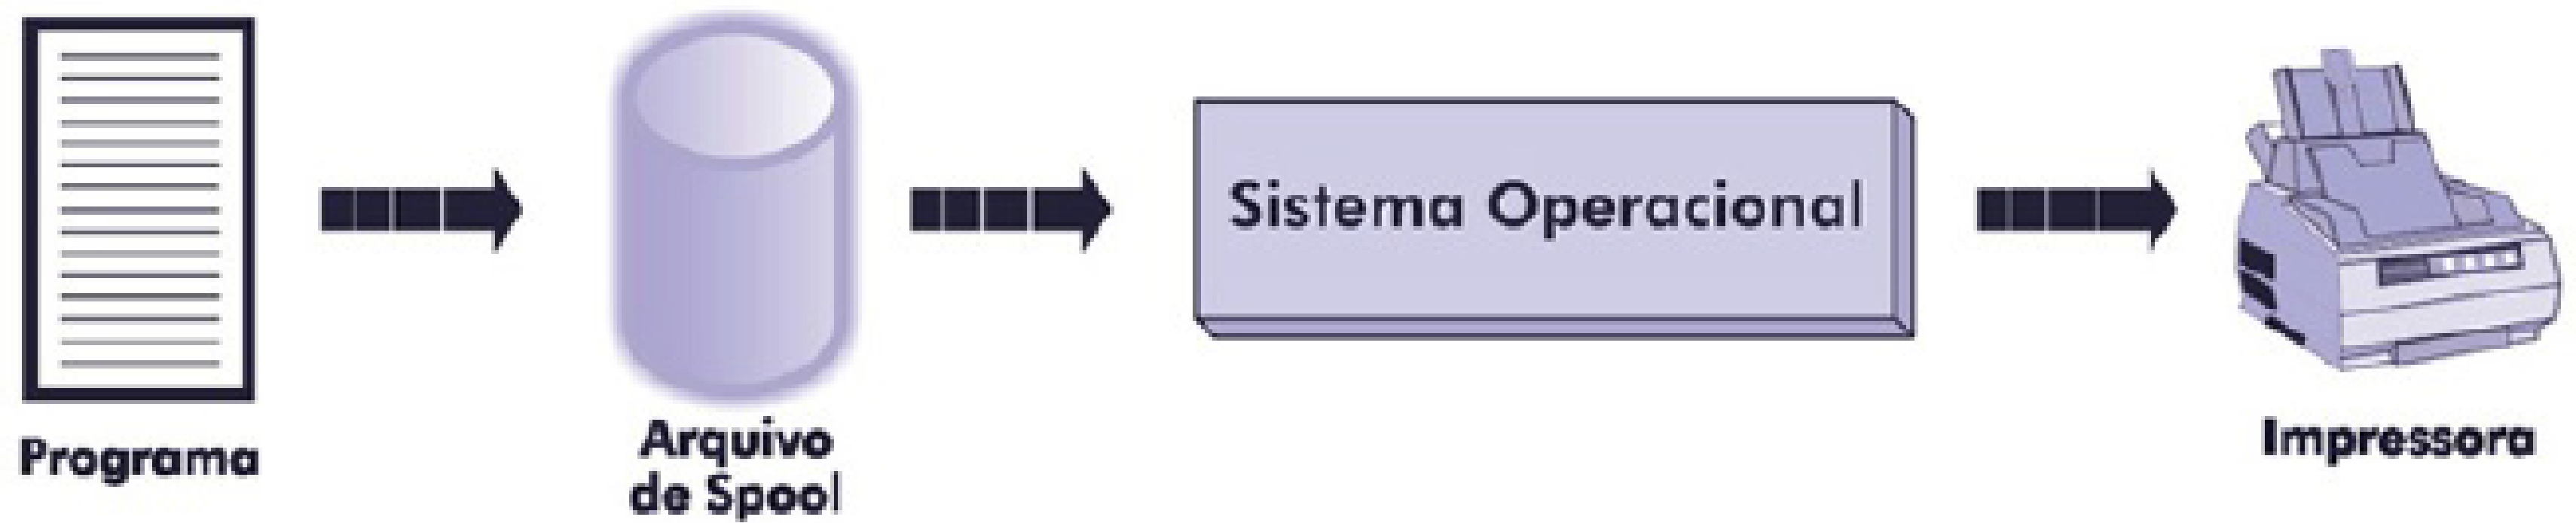 Programa
Arquivo
de Spool
Sistema Operacional
Impressora